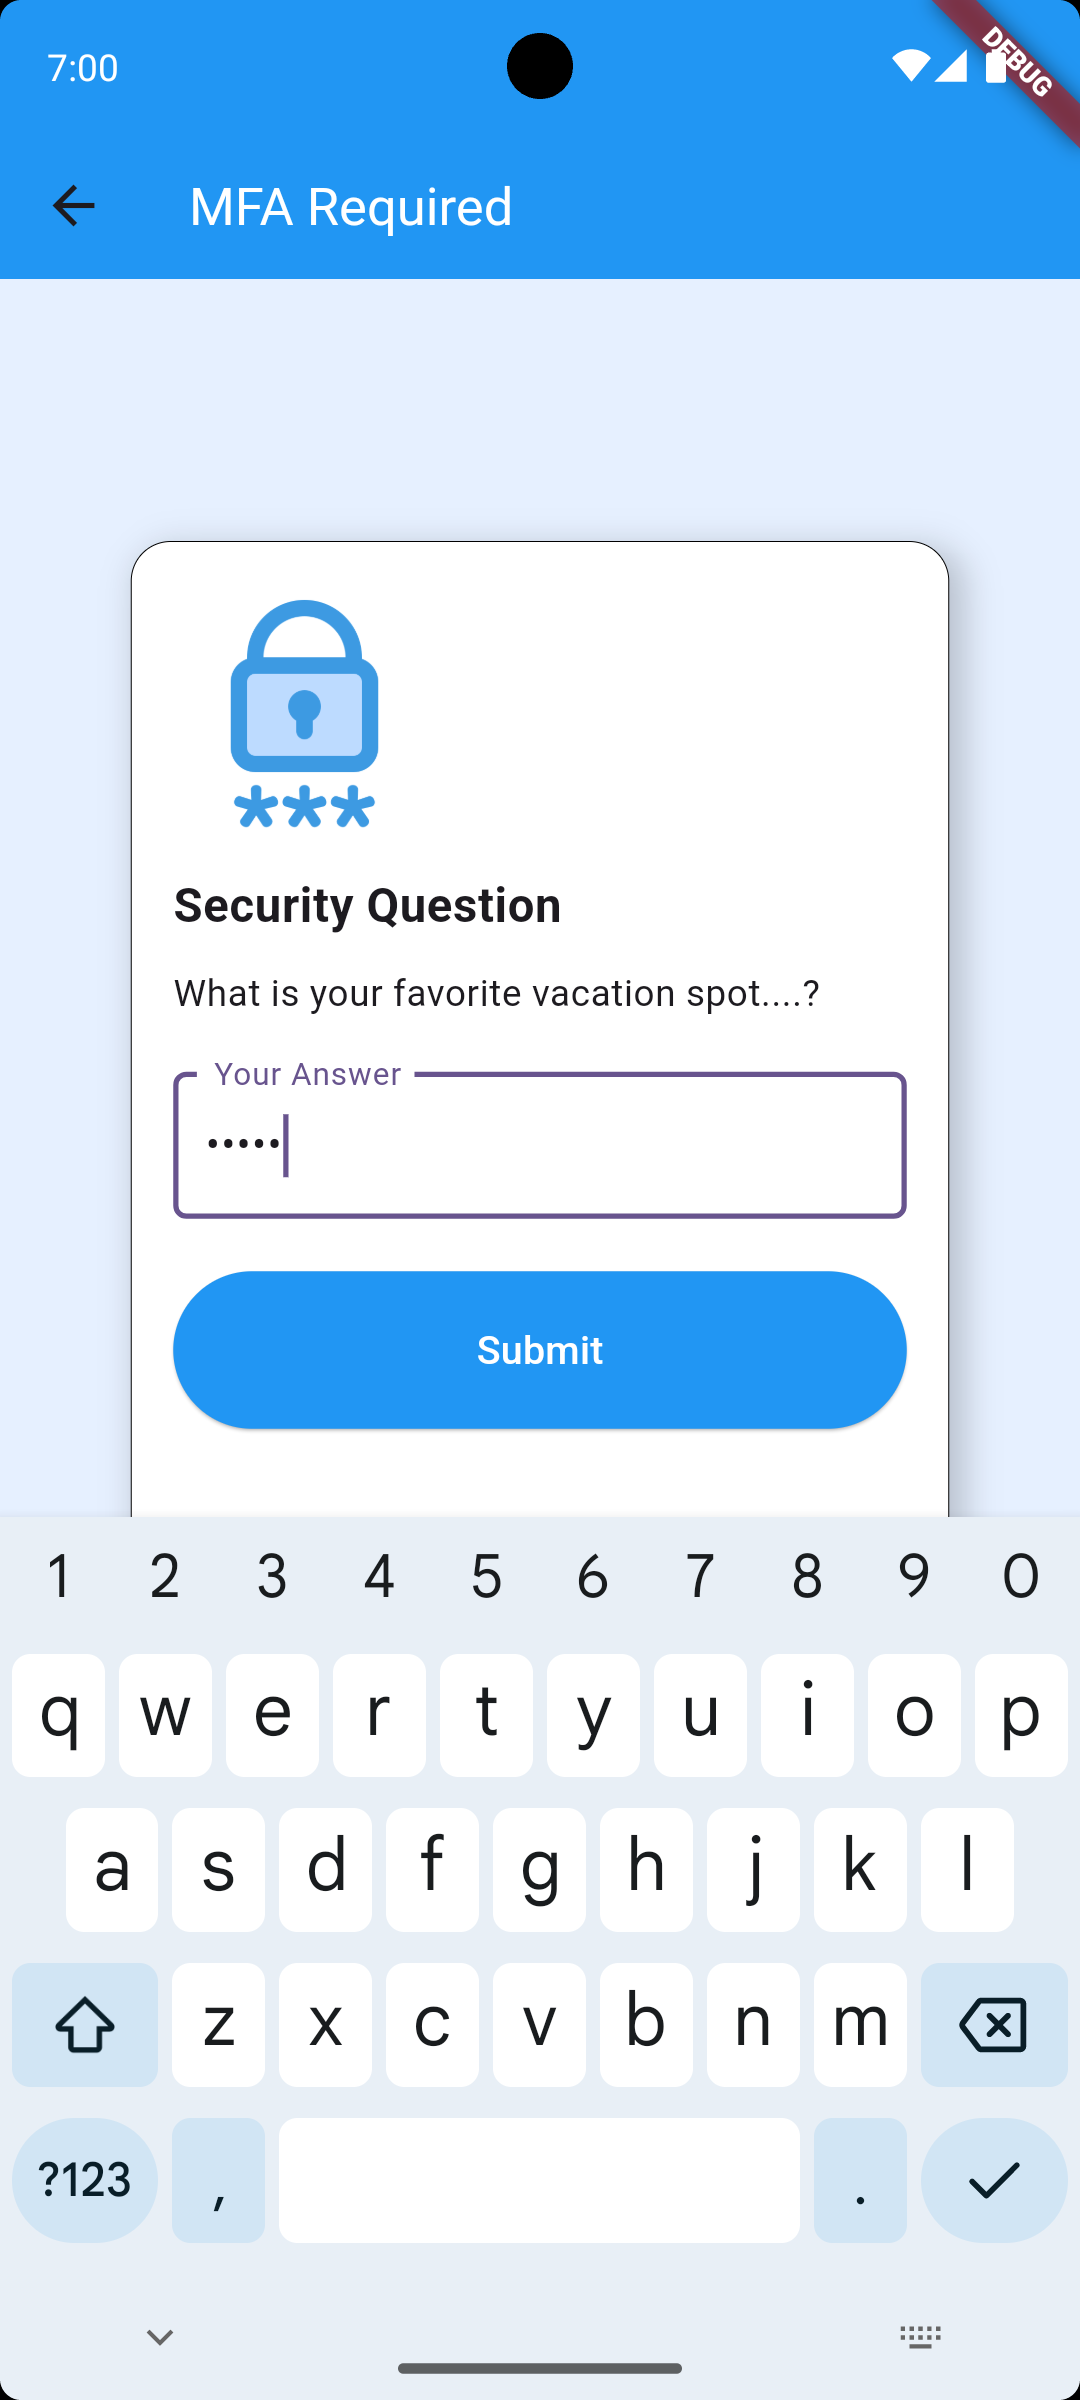 7:00
DEBUG
MFA Required
***
Security Question
What is your favorite vacation spot....?
Your Answer
•••••
Submit
1 2 3 4 5 6 7 8 9 0
q w e r t y u i o p
a s d f g h j k l
z x c v b n m
?123 , .